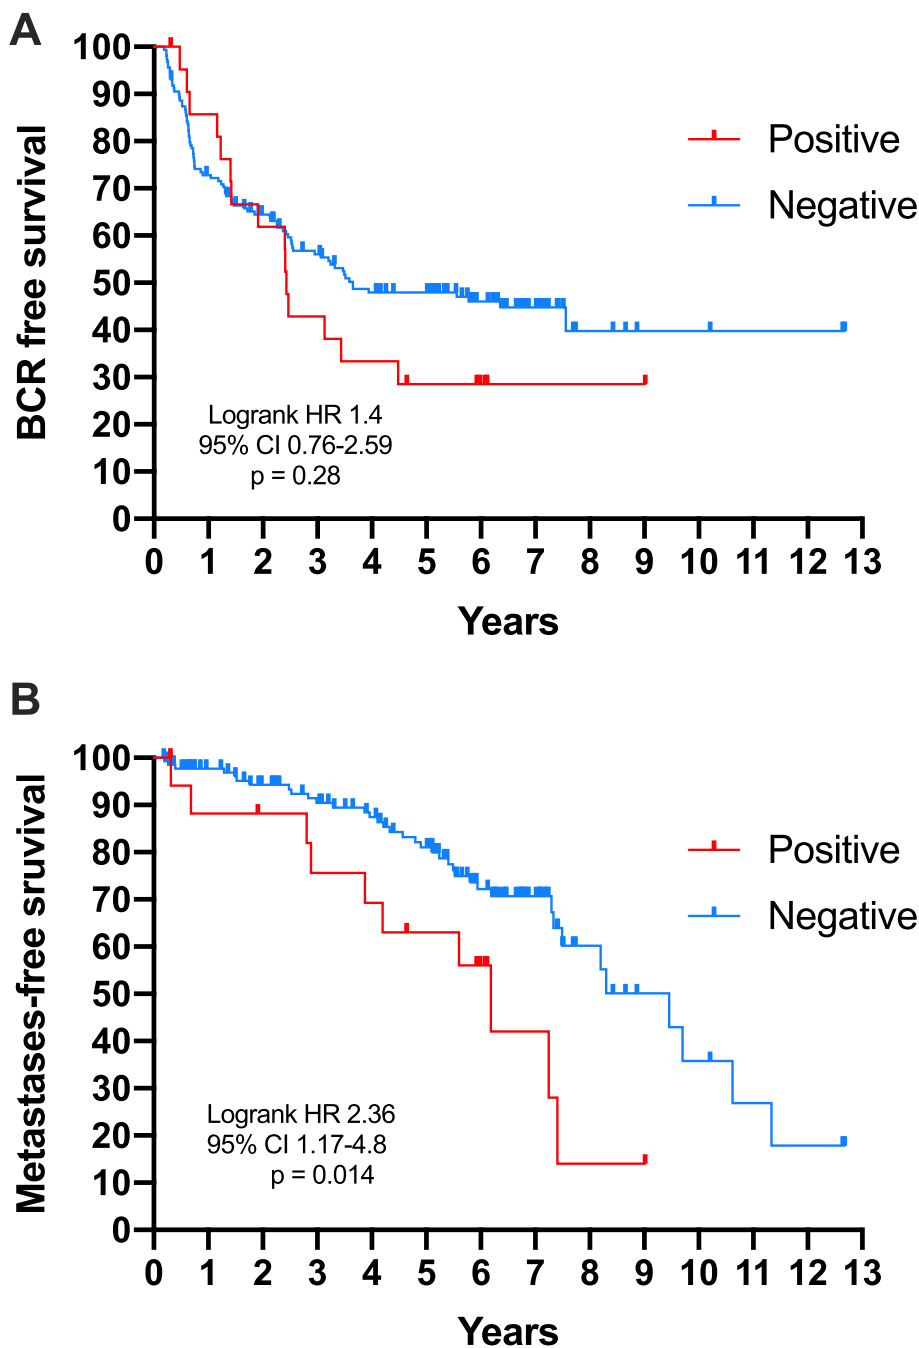 A
BCR free survival
100
90
80
70
60
50
40
30
20
10
0
Positive
Negative
Logrank HR 1.4
95% CI 0.76-2.59
p = 0.28
0 1 2 3 4 5 6 7 8 9 10 11 12 13
Years
B
Metastases-free sruvival
100
90
80
70
60
50
40
30
20
10
0
Positive
Negative
Logrank HR 2.36
95% CI 1.17-4.8
p = 0.014
0 1 2 3 4 5 6 7 8 9 10 11 12 13
Years